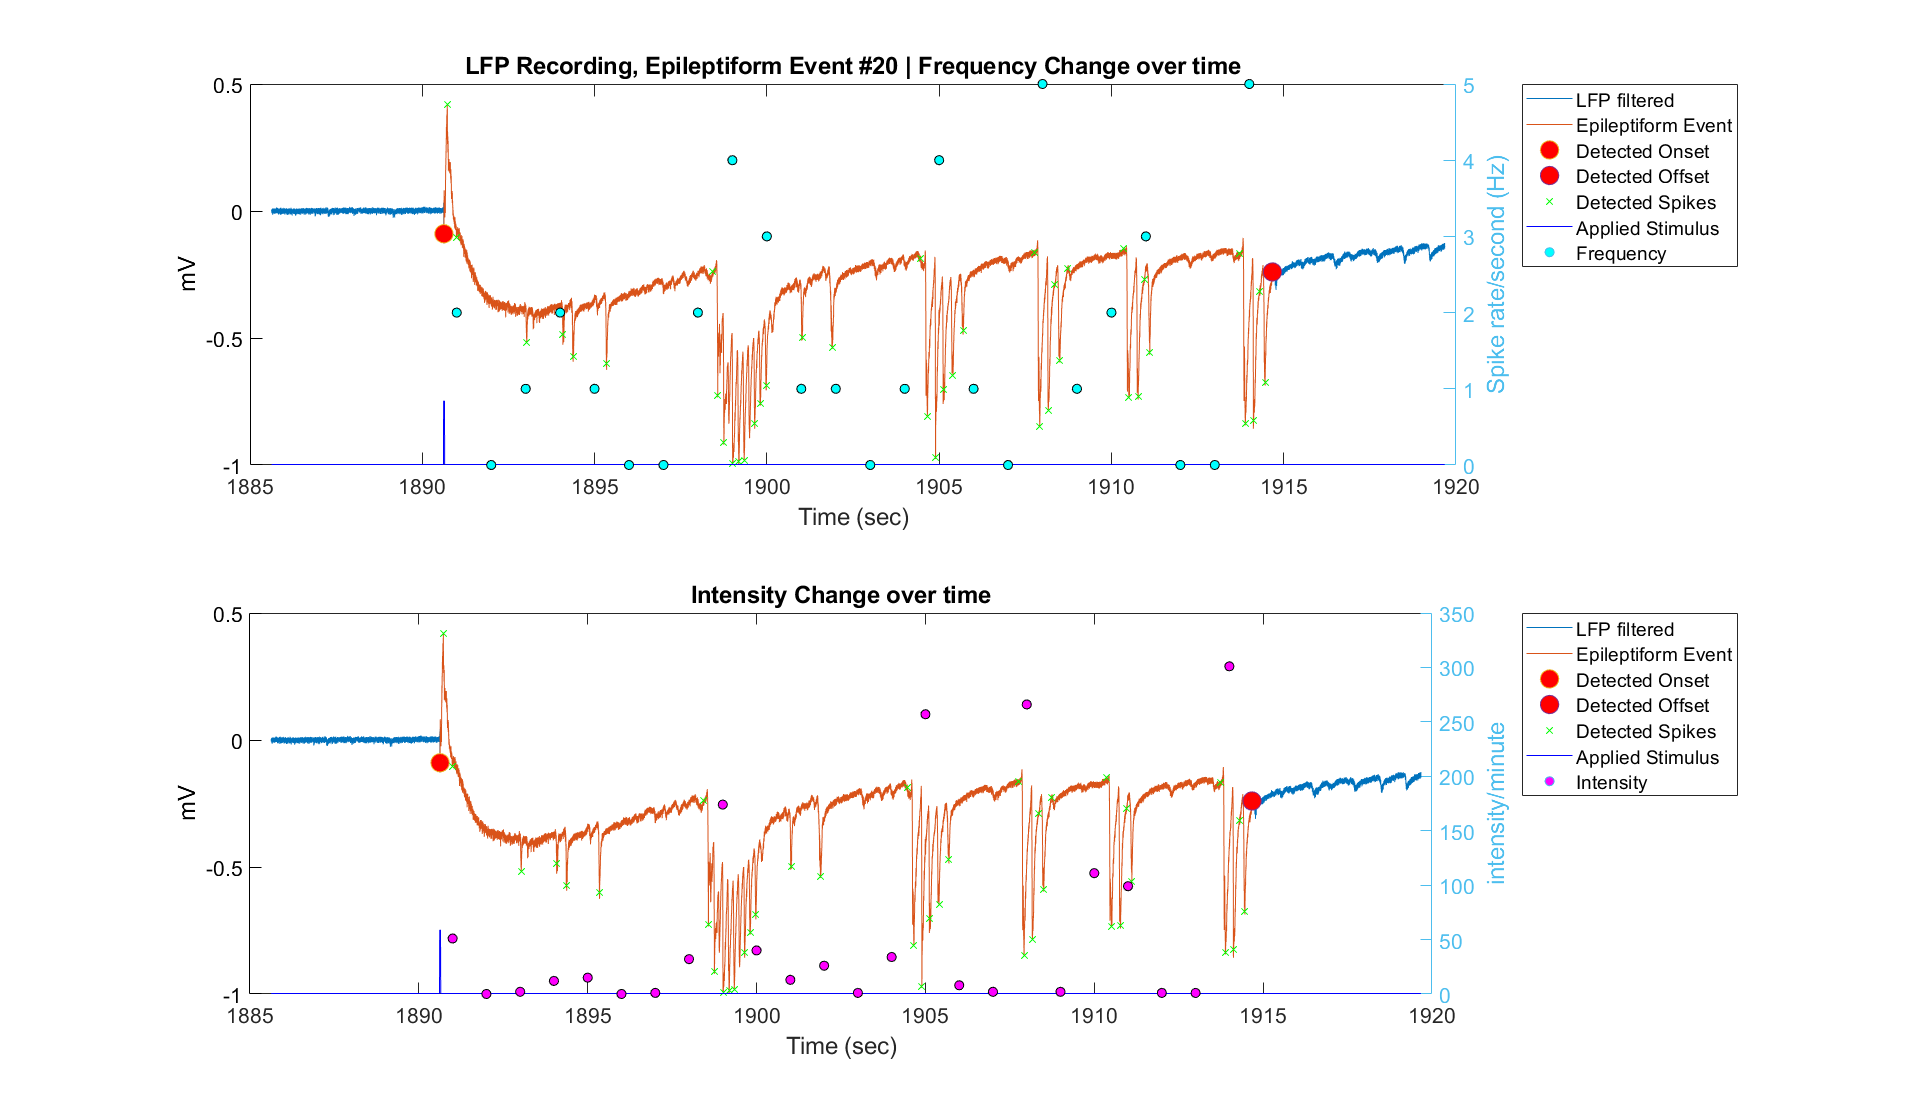 LFP Recording, Epileptiform Event #20 | Frequency Change over time
0.5
0
-0.5
-1
mV
1885 1890 1895 1900 1905 1910 1915 1920
Time (sec)
5
4
3
2
1
0
Spike rate/second (Hz)
LFP filtered
Epileptiform Event
Detected Onset
Detected Offset
Detected Spikes
Applied Stimulus
Frequency
Intensity Change over time
0.5
0
-0.5
-1
mV
1885 1890 1895 1900 1905 1910 1915 1920
Time (sec)
350
300
250
200
150
100
50
0
intensity/minute
LFP filtered
Epileptiform Event
Detected Onset
Detected Offset
Detected Spikes
Applied Stimulus
Intensity